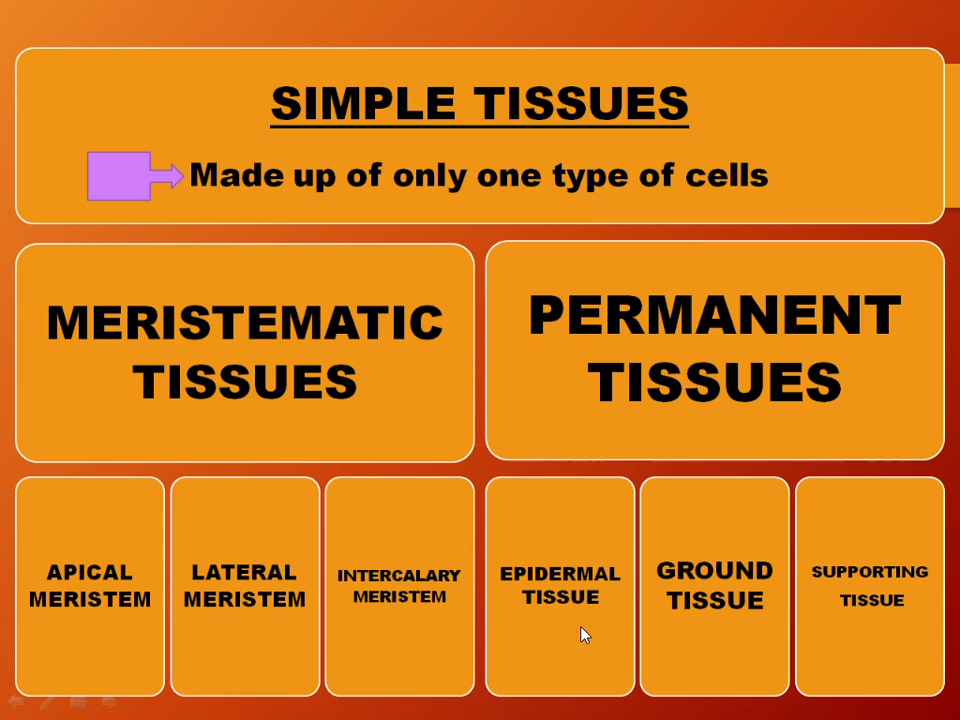 SIMPLE TISSUES
Made up of only one type of cells
MERISTEMATIC
TISSUES
PERMANENT
TISSUES
APICAL
MERISTEM
LATERAL
MERISTEM
INTERCALARY
MERISTEM
EPIDERMAL
TISSUE
GROUND
TISSUE
SUPPORTING
TISSUE